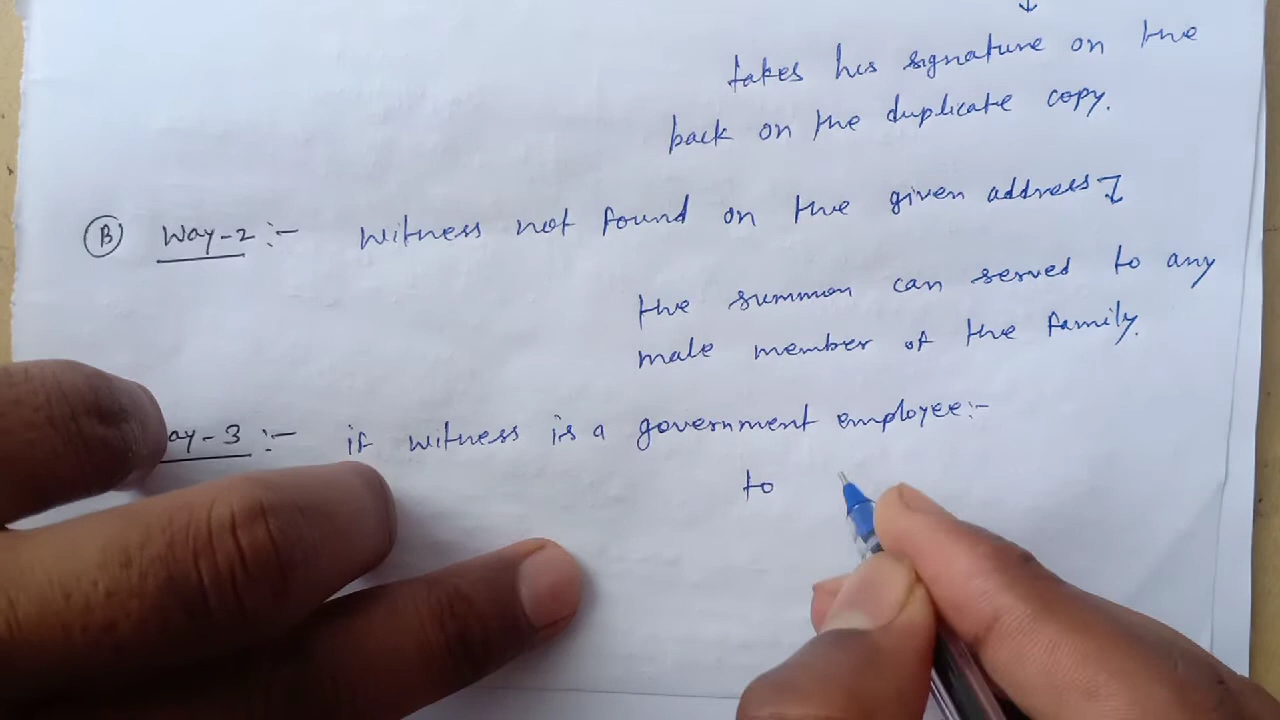 takes his signature on the
back on the duplicate copy.
B Way-2 :- Witness not found on the given address
the summon can served to any
male member of the family.
ay-3 :- if witness is a government employee:-
to